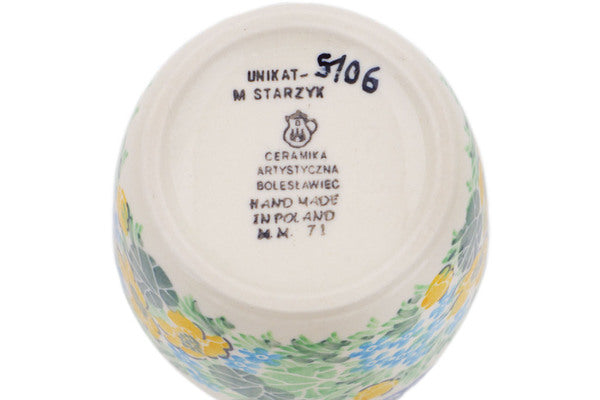 UNIKAT- 5106
M STARZYK
CERAMIKA
ARTYSTYCZNA
BOLESŁAWIEC
HAND MADE
IN POLAND
M.M. 71